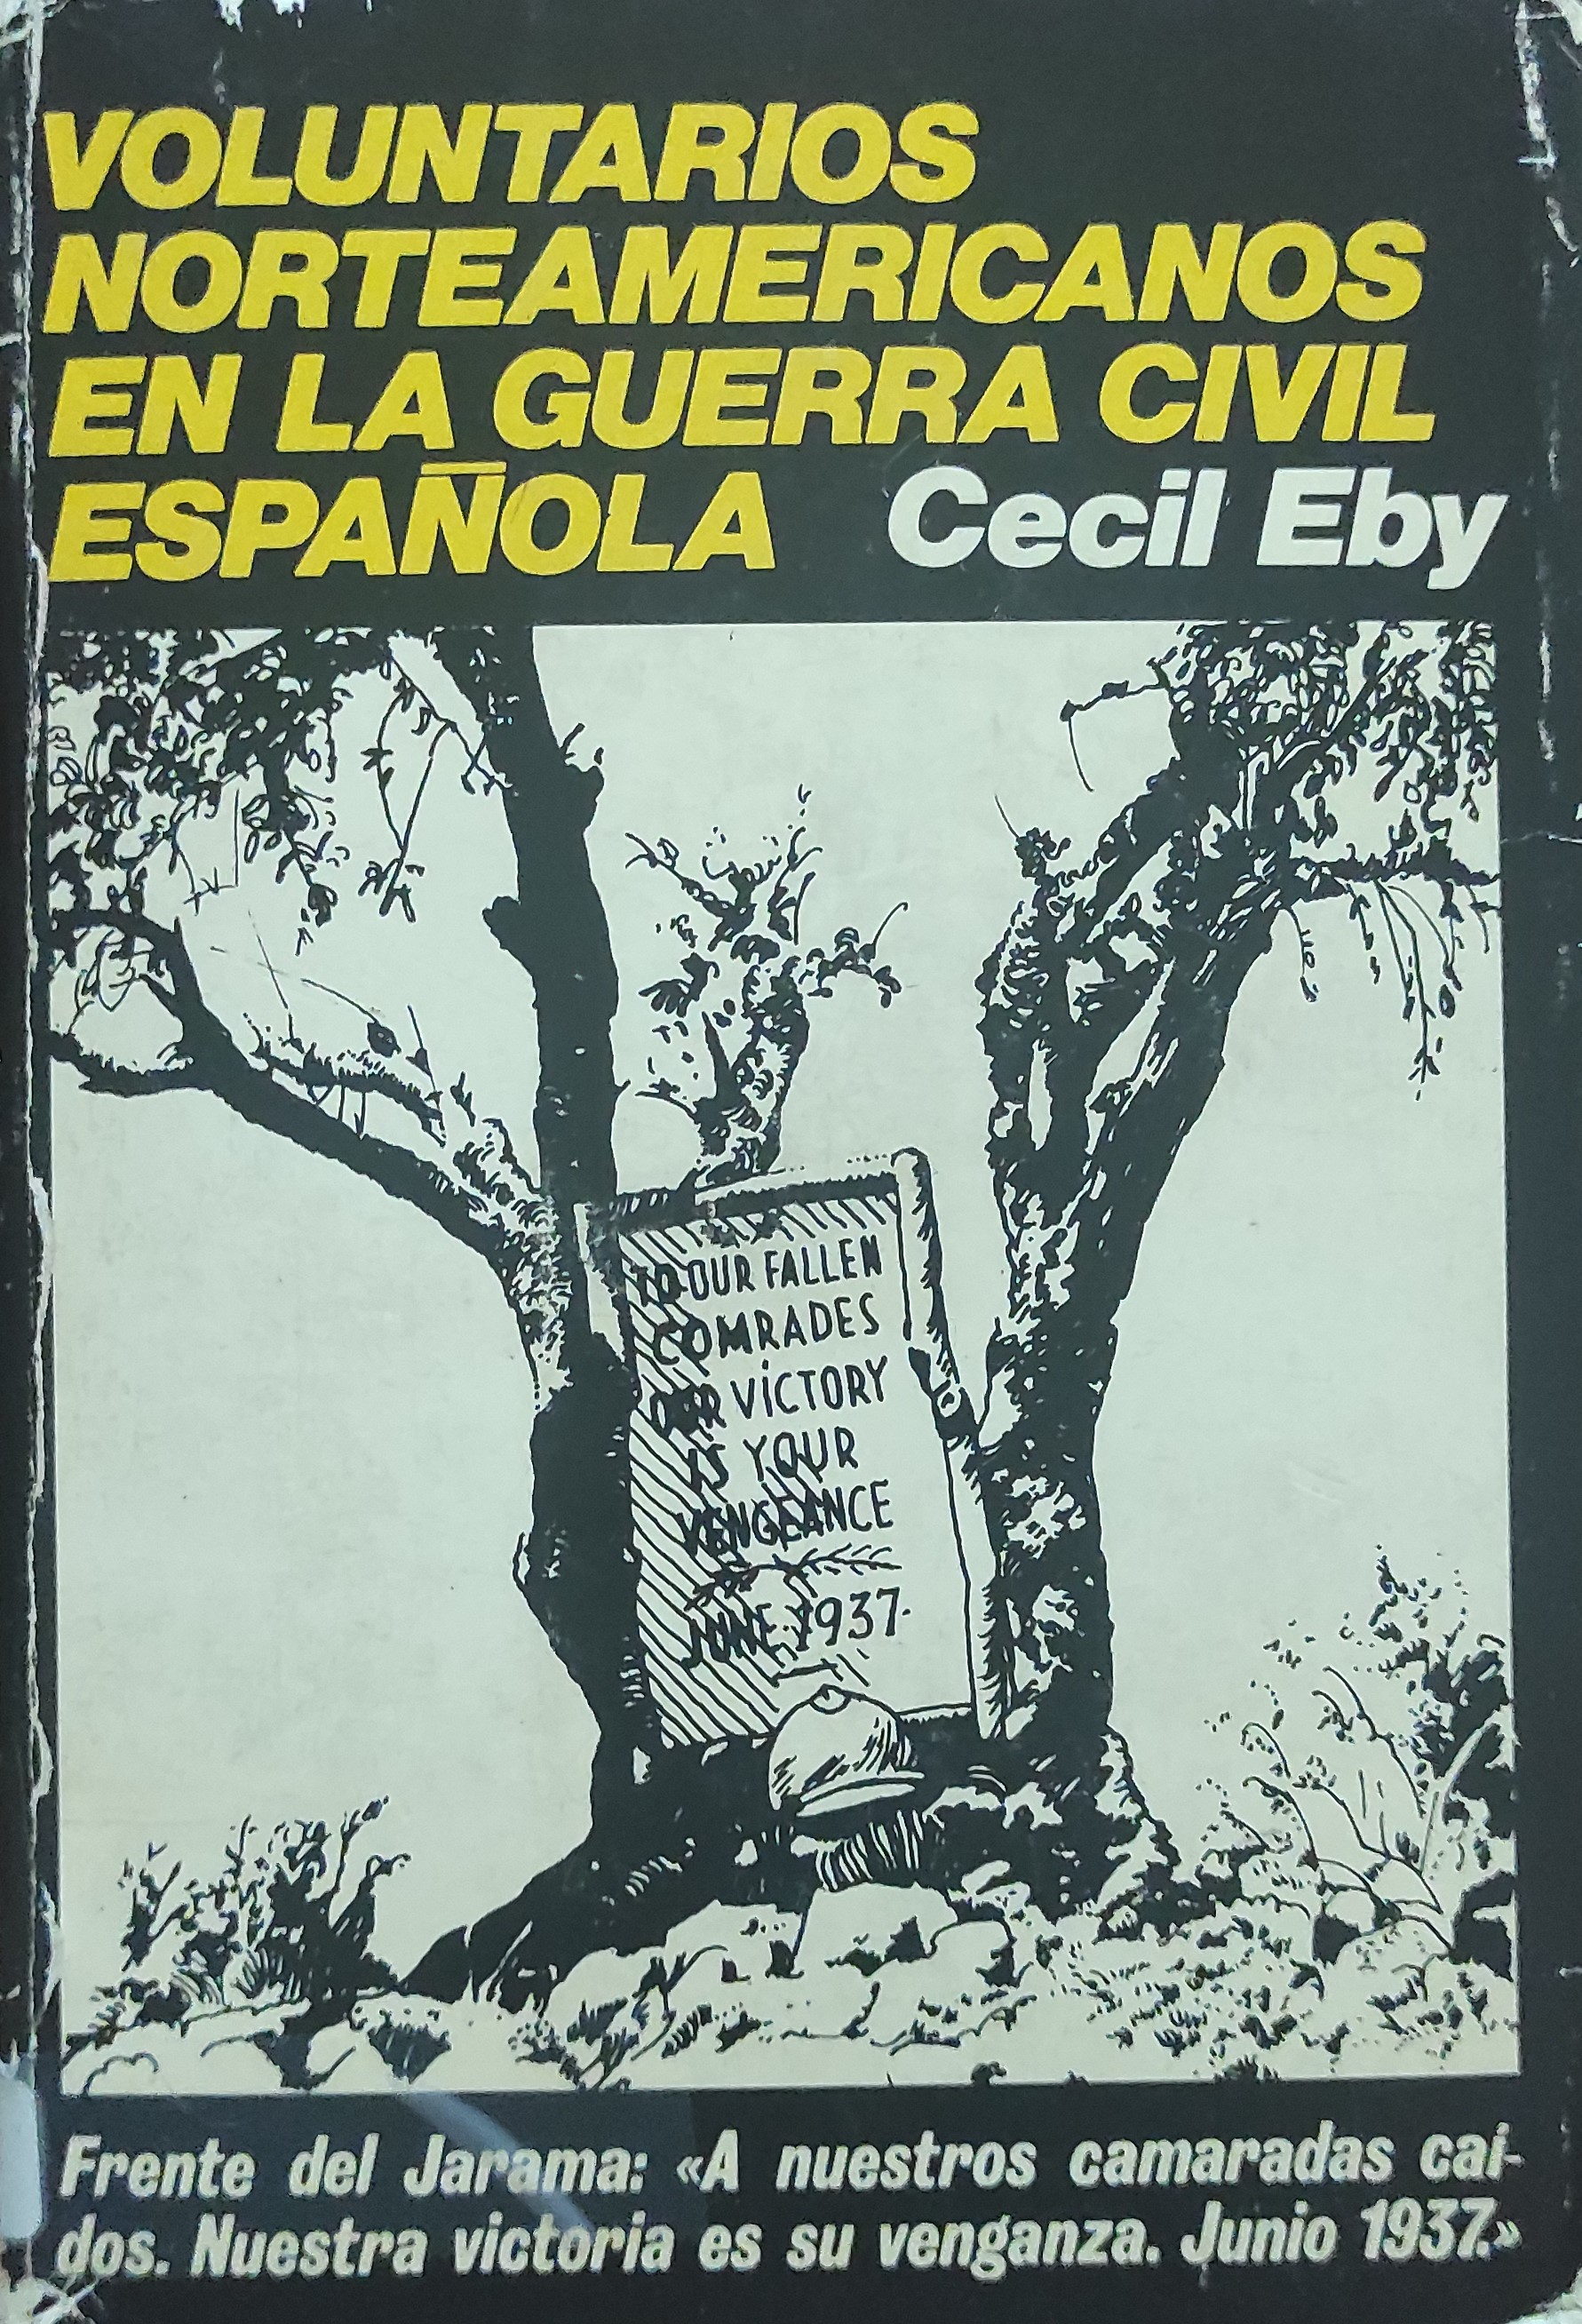 VOLUNTARIOS
NORTEAMERICANOS
EN LA GUERRA CIVIL
ESPAÑOLA Cecil Eby
TO OUR FALLEN
COMRADES
OUR VICTORY
IS YOUR
VENGEANCE
JUNE 1937.
Frente del Jarama: «A nuestros camaradas caí-
dos. Nuestra victoria es su venganza. Junio 1937.»